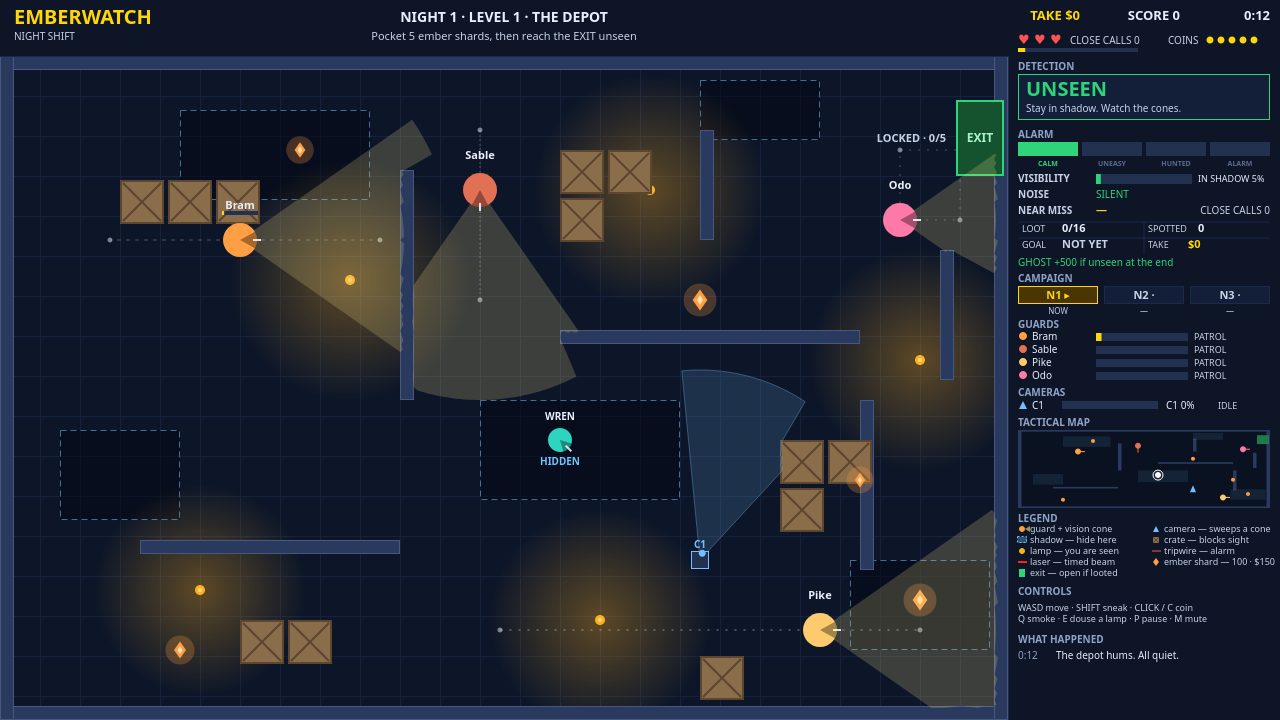 EMBERWATCH
NIGHT SHIFT
NIGHT 1 · LEVEL 1 · THE DEPOT
Pocket 5 ember shards, then reach the EXIT unseen
TAKE $0 SCORE 0 0:12
CLOSE CALLS 0 COINS
LOCKED · 0/5
EXIT
Sable
Odo
Bram
WREN
HIDDEN
C1
Pike
DETECTION
UNSEEN
Stay in shadow. Watch the cones.
ALARM
CALM UNEASY HUNTED ALARM
VISIBILITY IN SHADOW 5%
NOISE SILENT
NEAR MISS — CLOSE CALLS 0
LOOT 0/16 SPOTTED 0
GOAL NOT YET TAKE $0
GHOST +500 if unseen at the end
CAMPAIGN
N1 ▸ N2 · N3 ·
NOW — —
GUARDS
Bram PATROL
Sable PATROL
Pike PATROL
Odo PATROL
CAMERAS
C1 C1 0% IDLE
TACTICAL MAP
LEGEND
guard + vision cone camera — sweeps a cone
shadow — hide here crate — blocks sight
lamp — you are seen tripwire — alarm
laser — timed beam ember shard — 100 · $150
exit — open if looted
CONTROLS
WASD move · SHIFT sneak · CLICK / C coin
Q smoke · E douse a lamp · P pause · M mute
WHAT HAPPENED
0:12 The depot hums. All quiet.